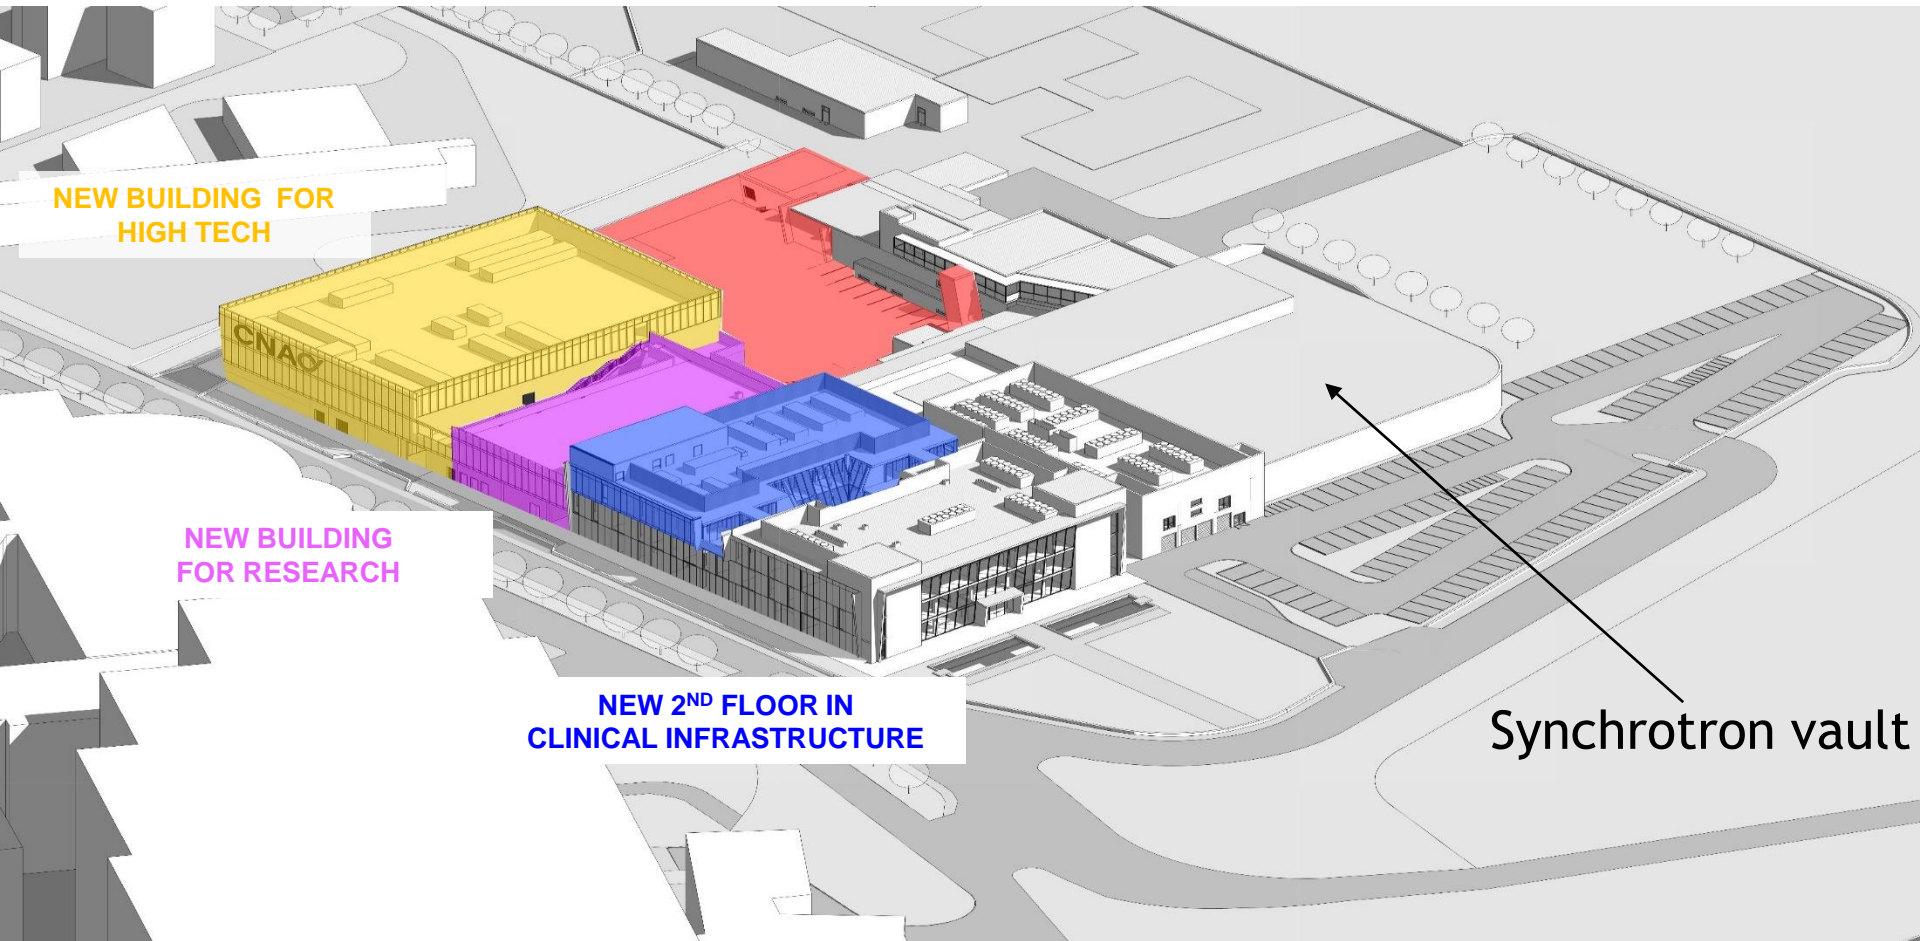 NEW BUILDING FOR
HIGH TECH
CNAO
NEW BUILDING
FOR RESEARCH
NEW 2ND FLOOR IN
CLINICAL INFRASTRUCTURE
Synchrotron vault